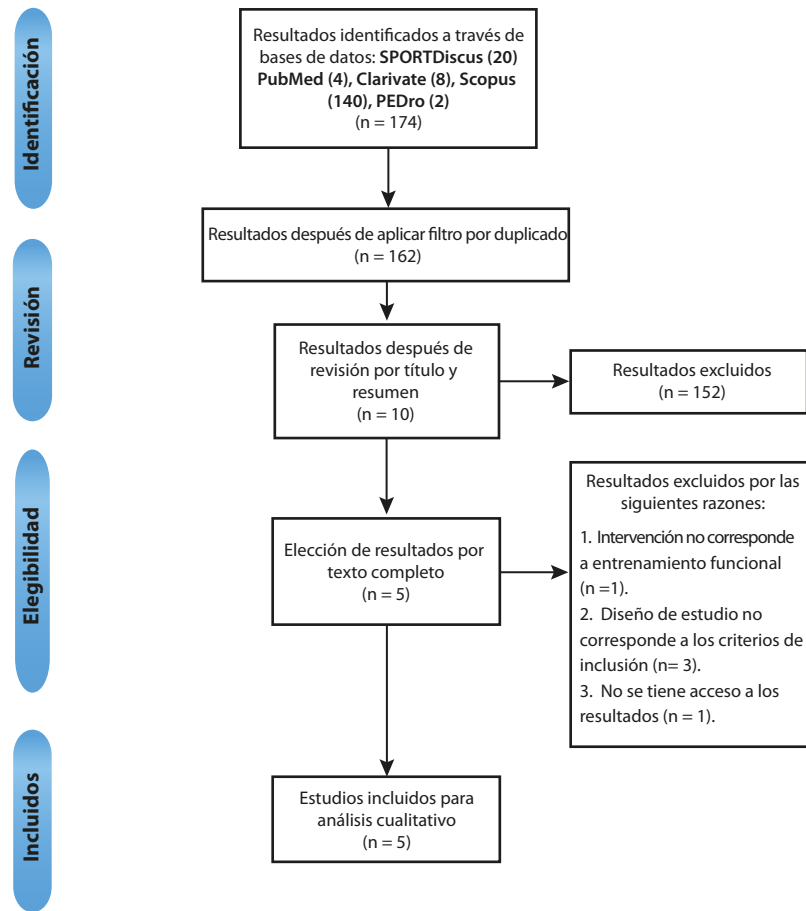 Identificación
Resultados identificados a través de
bases de datos: SPORTDiscus (20)
PubMed (4), Clarivate (8), Scopus
(140), PEDro (2)
(n = 174)
Resultados después de aplicar filtro por duplicado
(n = 162)
Revisión
Resultados después de
revisión por título y
resumen
(n = 10)
Resultados excluidos
(n = 152)
Elegibilidad
Elección de resultados por
texto completo
(n = 5)
Resultados excluidos por las
siguientes razones:
1. Intervención no corresponde
a entrenamiento funcional
(n =1).
2. Diseño de estudio no
corresponde a los criterios de
inclusión (n= 3).
3. No se tiene acceso a los
resultados (n = 1).
Incluidos
Estudios incluidos para
análisis cualitativo
(n = 5)